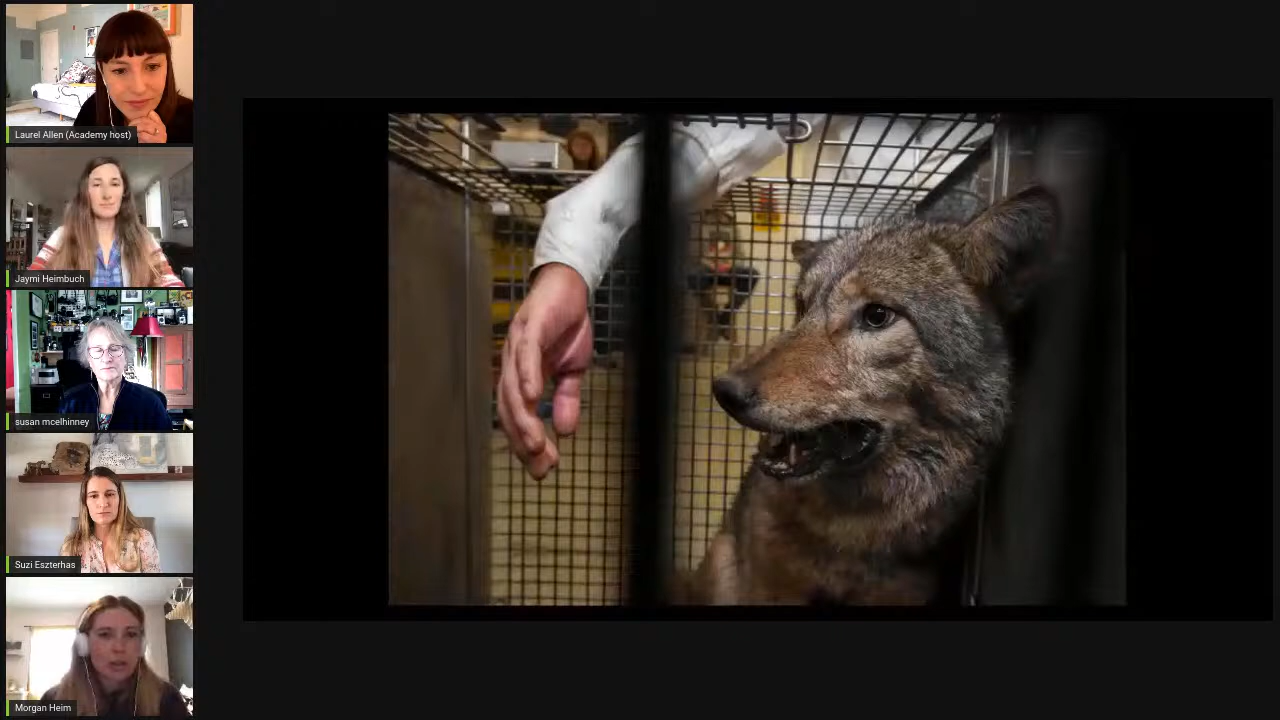 Laurel Allen (Academy host)
Jaymi Heimbuch
susan mcelhinney
Suzi Eszterhas
Morgan Heim